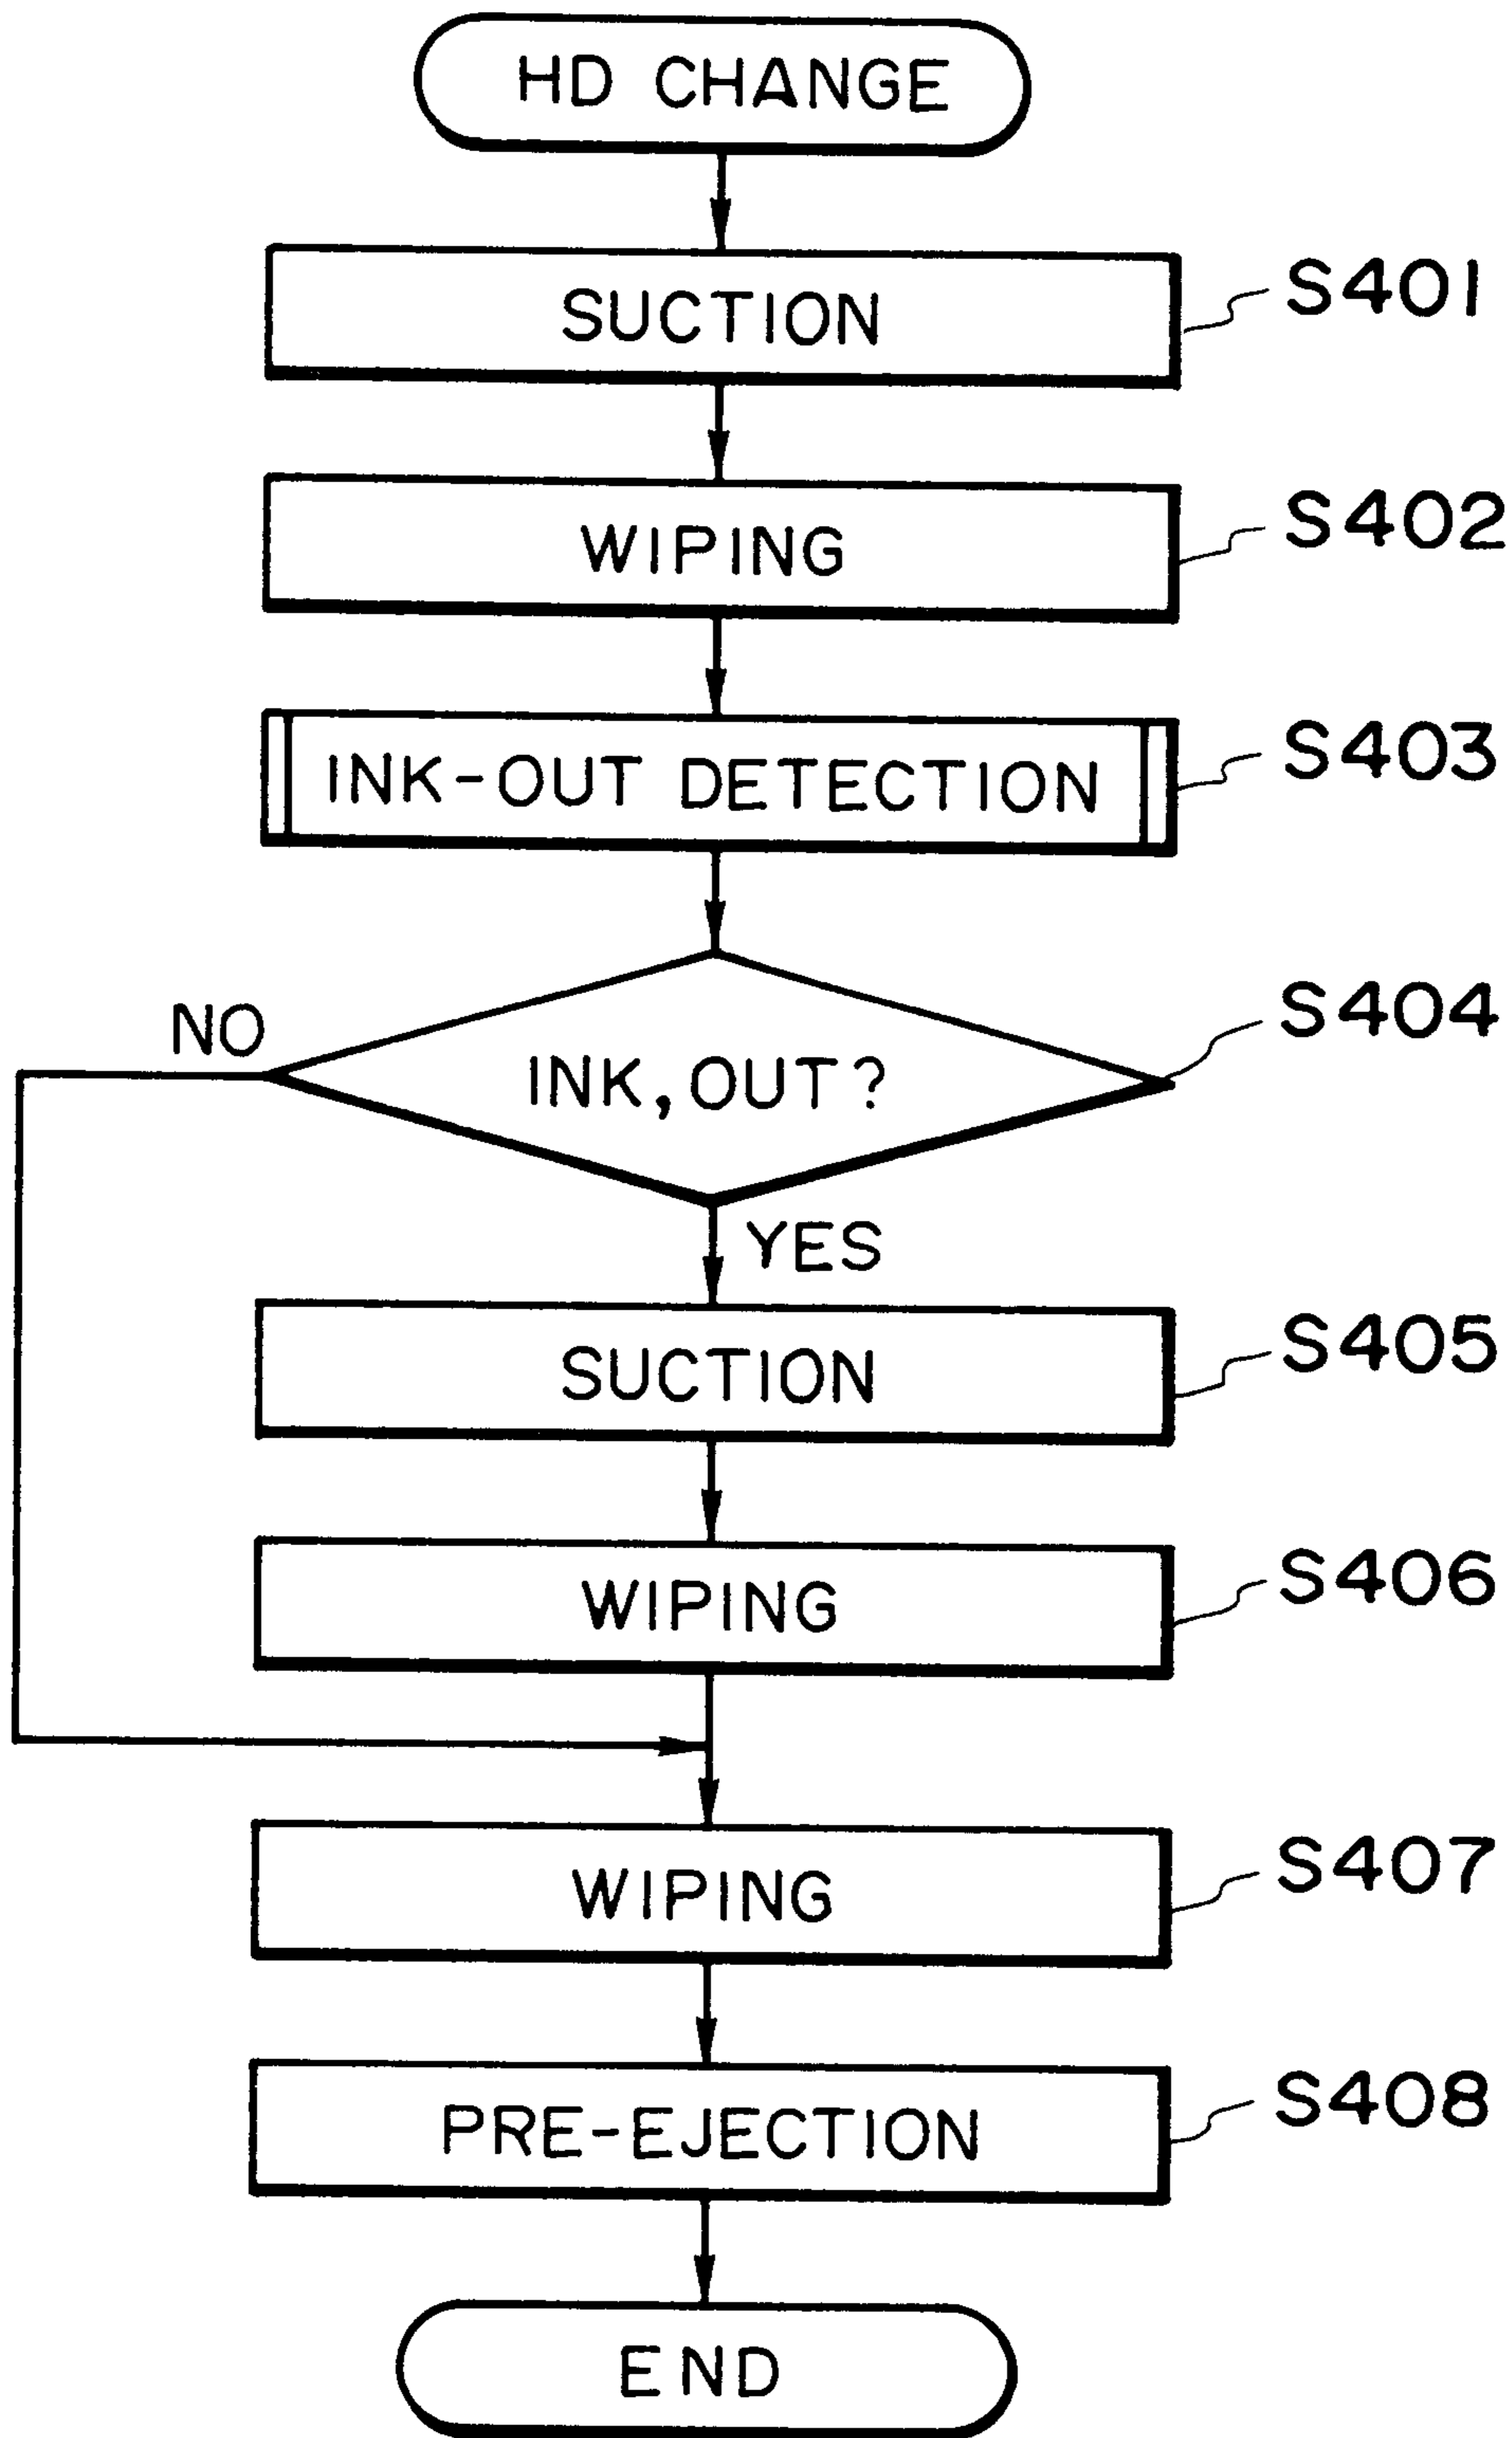 HD CHANGE
SUCTION
S401
WIPING
S402
INK-OUT DETECTION
S403
NO
INK,OUT?
S404
YES
SUCTION
S405
WIPING
S406
WIPING
S407
PRE-EJECTION
S408
END